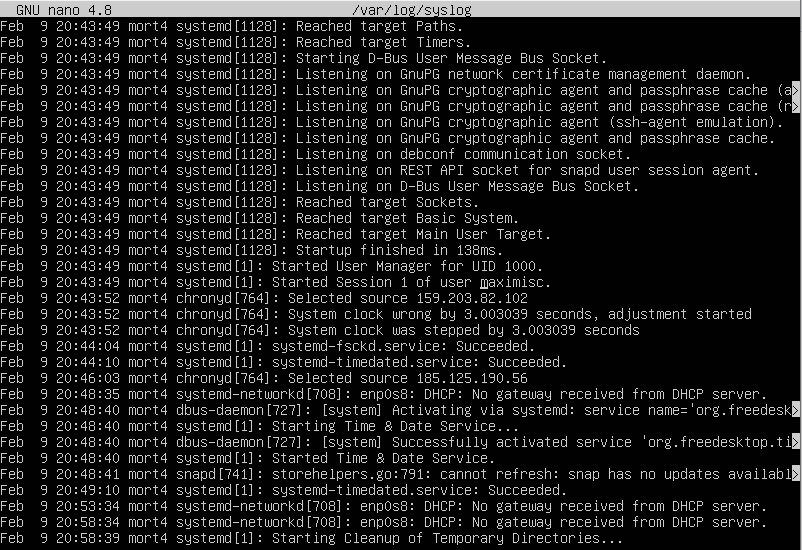 GNU nano 4.8 /var/log/syslog
Feb  9 20:43:49 mort4 systemd[1128]: Reached target Paths.
Feb  9 20:43:49 mort4 systemd[1128]: Reached target Timers.
Feb  9 20:43:49 mort4 systemd[1128]: Starting D-Bus User Message Bus Socket.
Feb  9 20:43:49 mort4 systemd[1128]: Listening on GnuPG network certificate management daemon.
Feb  9 20:43:49 mort4 systemd[1128]: Listening on GnuPG cryptographic agent and passphrase cache (a>
Feb  9 20:43:49 mort4 systemd[1128]: Listening on GnuPG cryptographic agent and passphrase cache (r>
Feb  9 20:43:49 mort4 systemd[1128]: Listening on GnuPG cryptographic agent (ssh-agent emulation).
Feb  9 20:43:49 mort4 systemd[1128]: Listening on GnuPG cryptographic agent and passphrase cache.
Feb  9 20:43:49 mort4 systemd[1128]: Listening on debconf communication socket.
Feb  9 20:43:49 mort4 systemd[1128]: Listening on REST API socket for snapd user session agent.
Feb  9 20:43:49 mort4 systemd[1128]: Listening on D-Bus User Message Bus Socket.
Feb  9 20:43:49 mort4 systemd[1128]: Reached target Sockets.
Feb  9 20:43:49 mort4 systemd[1128]: Reached target Basic System.
Feb  9 20:43:49 mort4 systemd[1128]: Reached target Main User Target.
Feb  9 20:43:49 mort4 systemd[1128]: Startup finished in 138ms.
Feb  9 20:43:49 mort4 systemd[1]: Started User Manager for UID 1000.
Feb  9 20:43:49 mort4 systemd[1]: Started Session 1 of user maximisc.
Feb  9 20:43:52 mort4 chronyd[764]: Selected source 159.203.82.102
Feb  9 20:43:52 mort4 chronyd[764]: System clock wrong by 3.003039 seconds, adjustment started
Feb  9 20:43:52 mort4 chronyd[764]: System clock was stepped by 3.003039 seconds
Feb  9 20:44:04 mort4 systemd[1]: systemd-fsckd.service: Succeeded.
Feb  9 20:44:10 mort4 systemd[1]: systemd-timedated.service: Succeeded.
Feb  9 20:46:03 mort4 chronyd[764]: Selected source 185.125.190.56
Feb  9 20:48:35 mort4 systemd-networkd[708]: enp0s8: DHCP: No gateway received from DHCP server.
Feb  9 20:48:40 mort4 dbus-daemon[727]: [system] Activating via systemd: service name='org.freedesk>
Feb  9 20:48:40 mort4 systemd[1]: Starting Time & Date Service...
Feb  9 20:48:40 mort4 dbus-daemon[727]: [system] Successfully activated service 'org.freedesktop.ti>
Feb  9 20:48:40 mort4 systemd[1]: Started Time & Date Service.
Feb  9 20:48:41 mort4 snapd[741]: storehelpers.go:791: cannot refresh: snap has no updates availabl>
Feb  9 20:49:10 mort4 systemd[1]: systemd-timedated.service: Succeeded.
Feb  9 20:53:34 mort4 systemd-networkd[708]: enp0s8: DHCP: No gateway received from DHCP server.
Feb  9 20:58:34 mort4 systemd-networkd[708]: enp0s8: DHCP: No gateway received from DHCP server.
Feb  9 20:58:39 mort4 systemd[1]: Starting Cleanup of Temporary Directories...